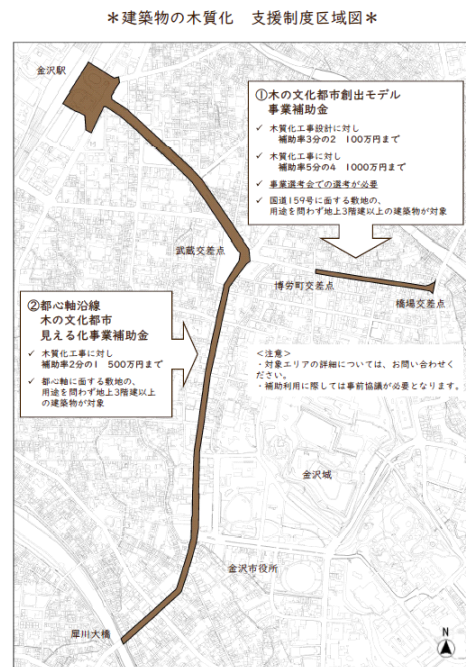 ＊建築物の木質化　支援制度区域図＊
金沢駅
①木の文化都市創出モデル
事業補助金
✓ 木質化工事設計に対し
補助率3分の2　100万円まで
✓ 木質化工事に対し
補助率5分の4　1000万円まで
✓ 事業選考会での選考が必要
✓ 国道159号に面する敷地の、
用途を問わず地上3階建以上の建築物が対象
武蔵交差点
博労町交差点
橋場交差点
②都心軸沿線
木の文化都市
見える化事業補助金
✓ 木質化工事に対し
補助率2分の1　500万円まで
✓ 都心軸に面する敷地の、
用途を問わず地上3階建以上
の建築物が対象
＜注意＞
・対象エリアの詳細については、お問い合わせく
ださい。
・補助利用に際しては事前協議が必要となります。
金沢城
金沢市役所
犀川大橋
N